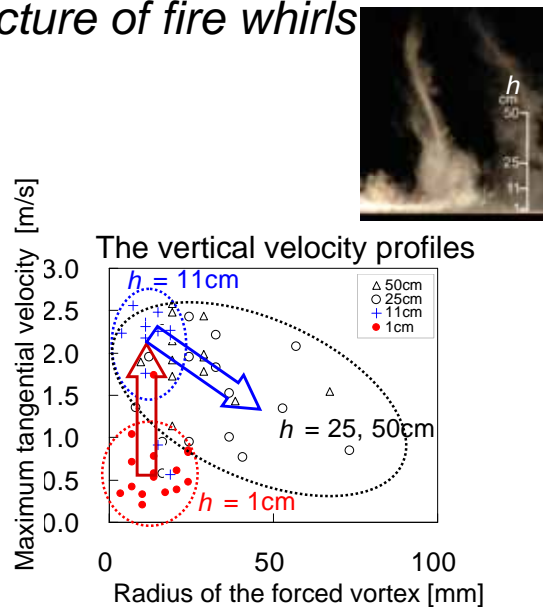 cture of fire whirls
h
cm
50
25
11
1
The vertical velocity profiles
Maximum tangential velocity [m/s]
3.0
2.5
2.0
1.5
1.0
0.5
0.0
h = 11cm
50cm
25cm
11cm
1cm
h = 25, 50cm
h = 1cm
0
50
100
Radius of the forced vortex [mm]